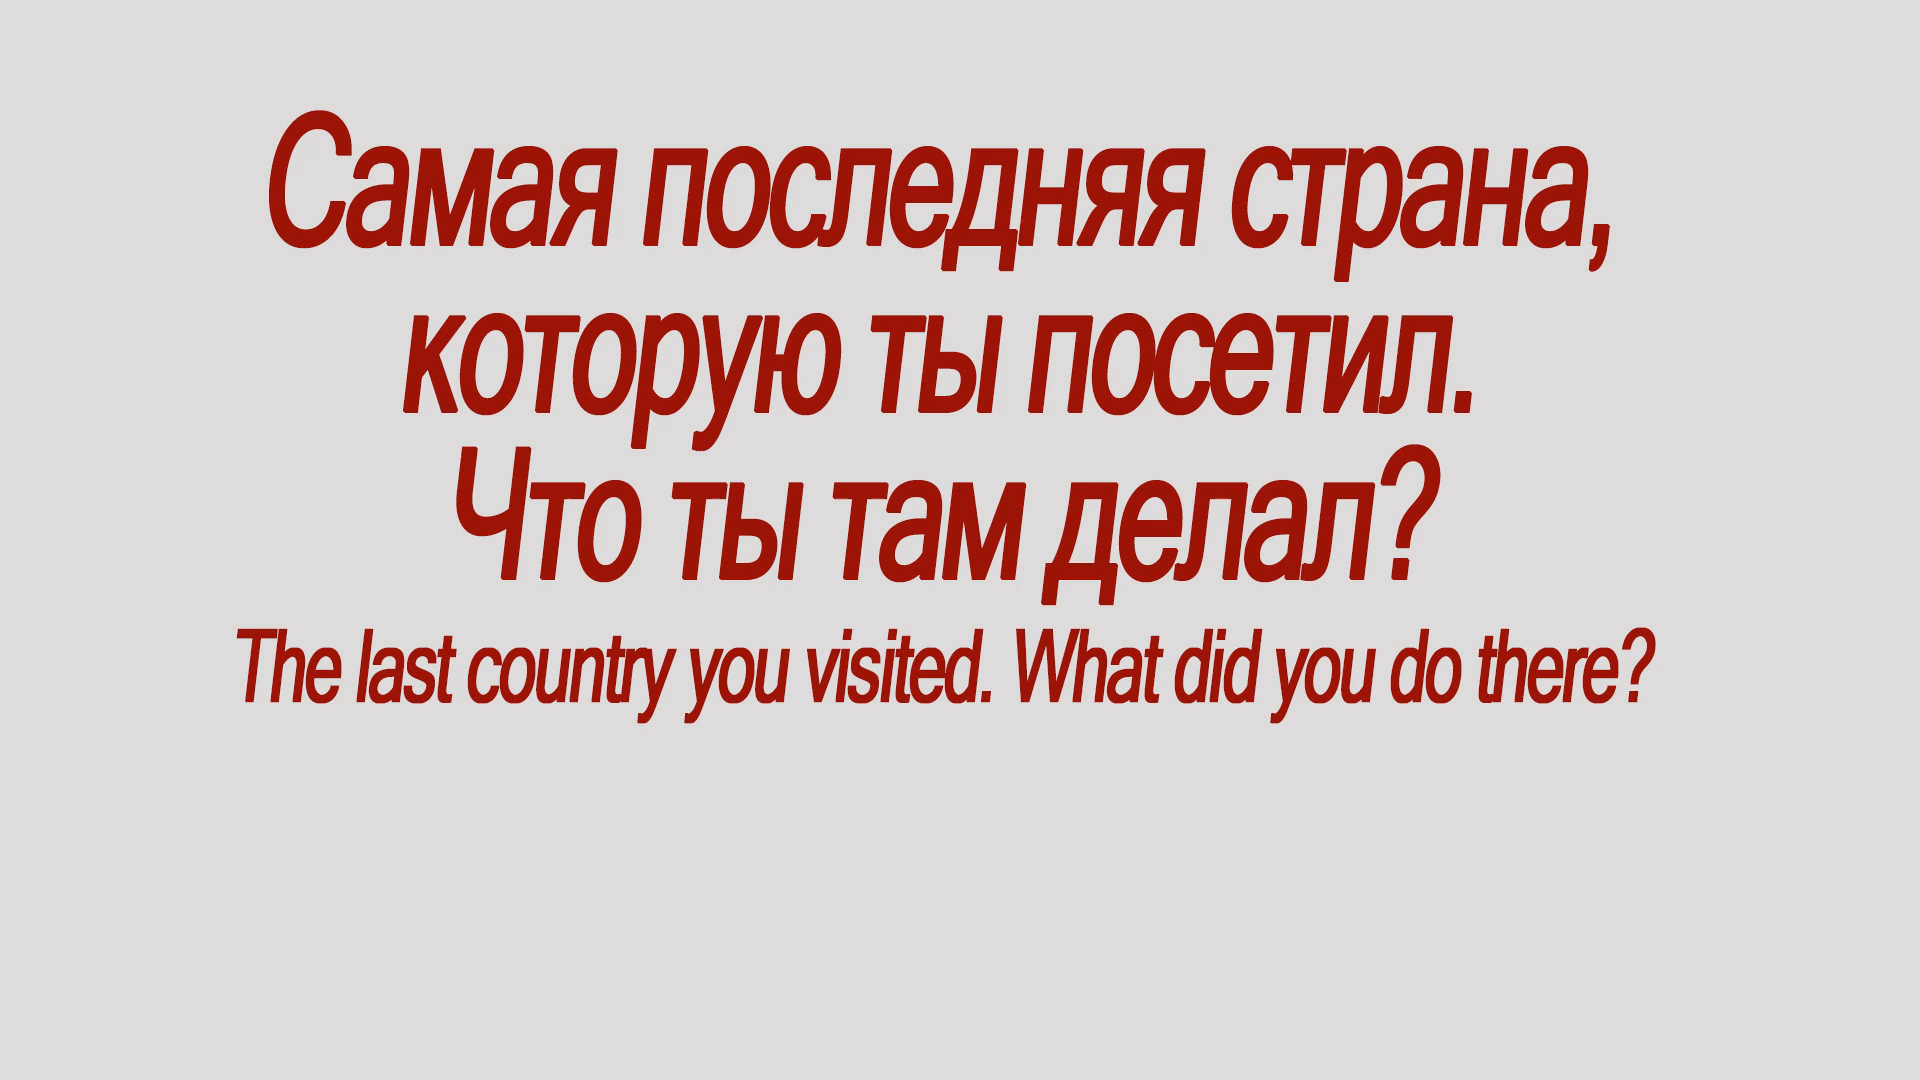 Самая последняя страна,
которую ты посетил.
Что ты там делал?
The last country you visited. What did you do there?